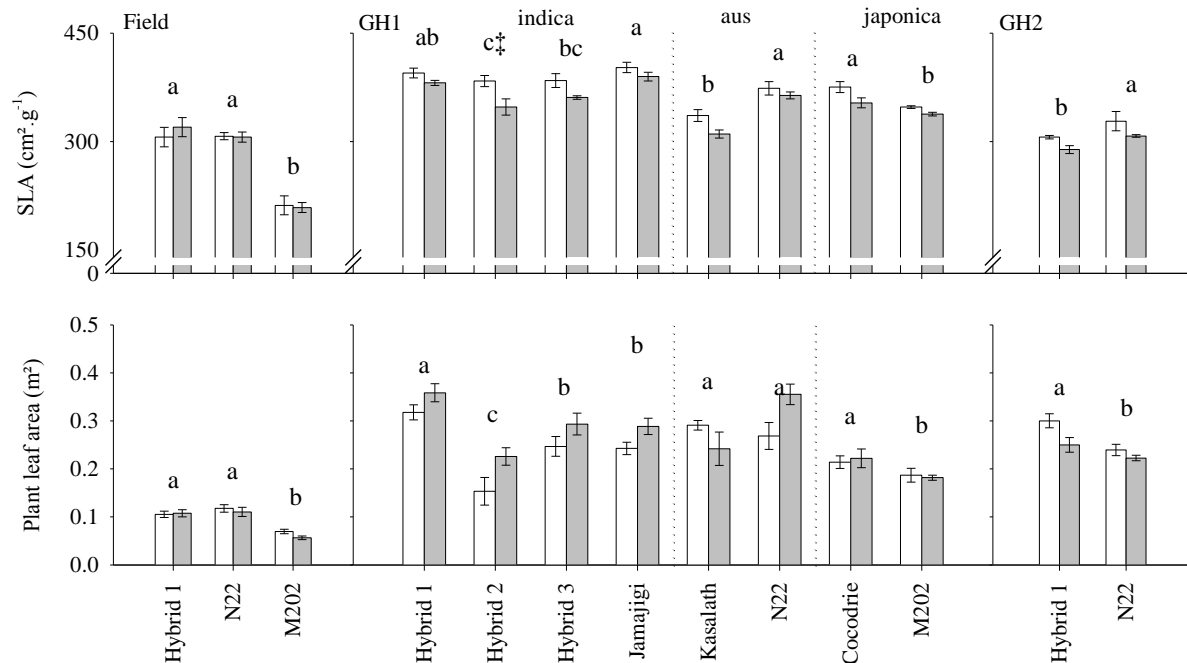 Field GH1 indica aus japonica GH2
SLA (cm².g⁻¹)
450
300
150
0
a a b
ab c‡ bc a b a a b
b a
Plant leaf area (m²)
0.5
0.4
0.3
0.2
0.1
0.0
a a b
a c b b a a a b
a b
Hybrid 1 N22 M202 Hybrid 1 Hybrid 2 Hybrid 3 Jamajigi Kasalath N22 Cocodrie M202 Hybrid 1 N22